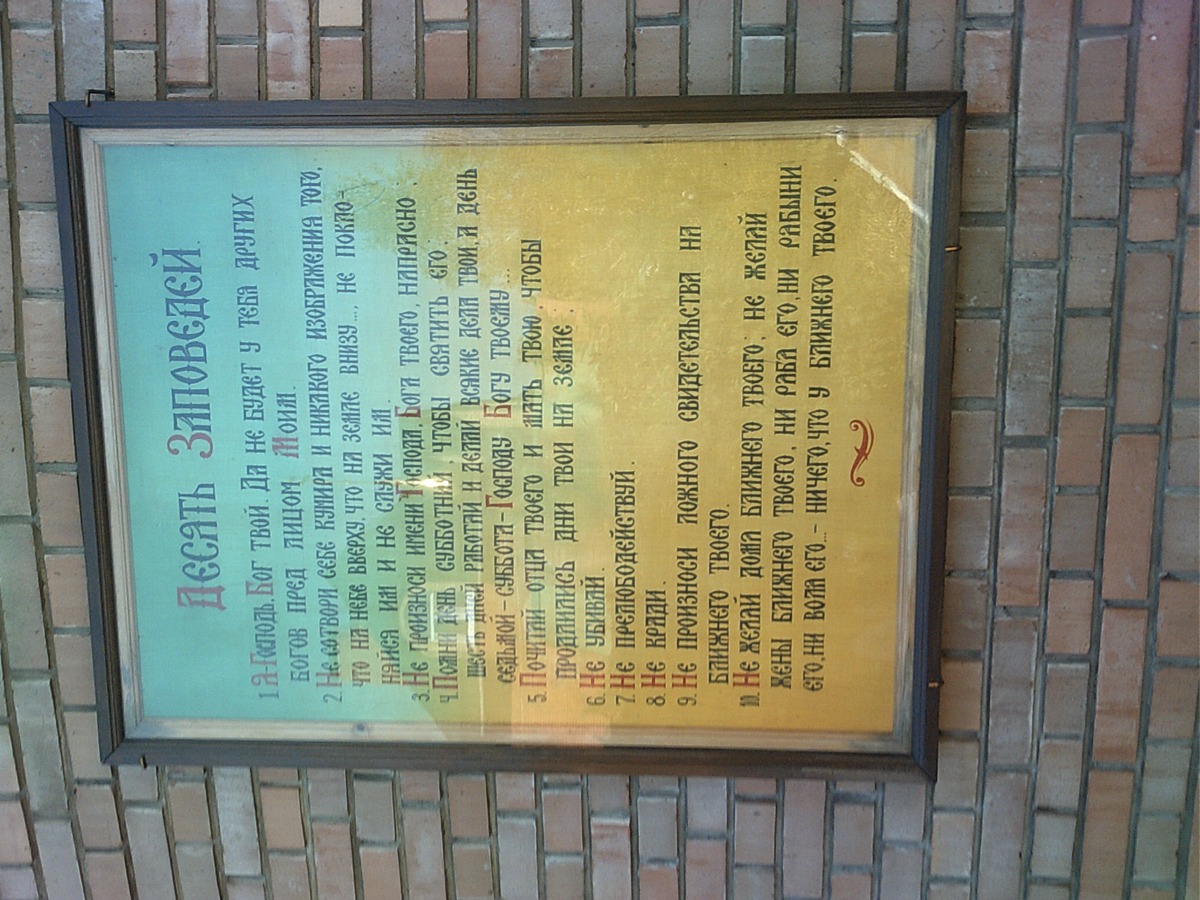 Десять Заповедей.
1. Я-Господь, Бог твой. Да не будет у тебя других
богов пред лицом Моим.
2. Не сотвори себе кумира и никакого изображения того,
что на небе вверху, что на земле внизу..., не покло-
няйся им и не служи им.
3. Не произноси имени Господа, Бога твоего, напрасно.
4. Помни день субботний, чтобы святить его:
шесть дней работай и делай всякие дела твои, а день
седьмой - суббота - Господу Богу твоему...
5. Почитай отца твоего и мать твою, чтобы
продлились дни твои на земле.
6. Не убивай.
7. Не прелюбодействуй.
8. Не кради.
9. Не произноси ложного свидетельства на
ближнего твоего.
10. Не желай дома ближнего твоего; не желай
жены ближнего твоего, ни раба его, ни рабыни
его, ни вола его... - ничего, что у ближнего твоего.